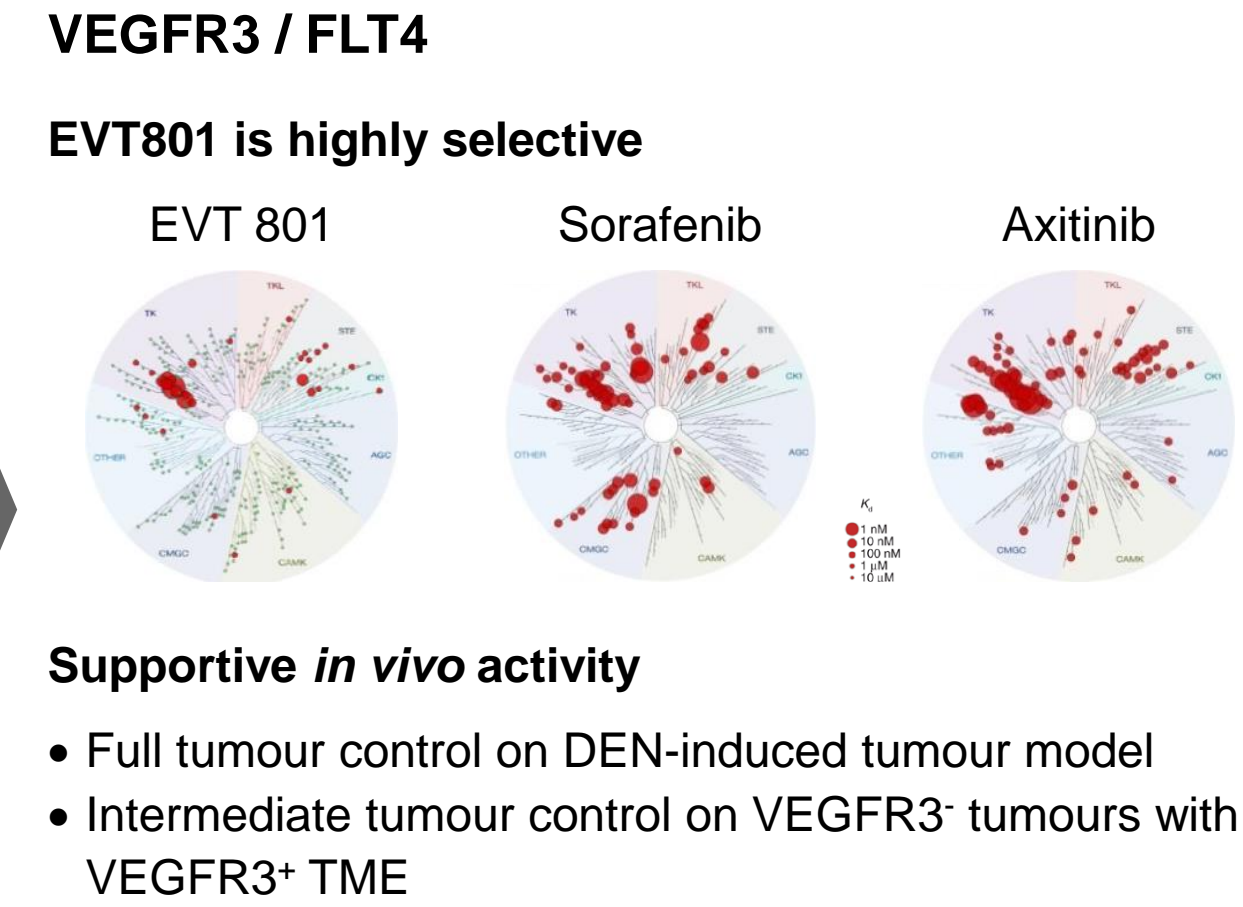 VEGFR3 / FLT4
EVT801 is highly selective
EVT 801
Sorafenib
Axitinib
TKL
TK
STE
CK1
OTHER
AGC
CMGC
CAMK
TKL
TK
STE
CK1
OTHER
AGC
CMGC
CAMK
Kd
1 nM
10 nM
100 nM
1 µM
10 µM
TKL
TK
STE
CK1
OTHER
AGC
CMGC
CAMK
Supportive in vivo activity
• Full tumour control on DEN-induced tumour model
• Intermediate tumour control on VEGFR3⁻ tumours with
VEGFR3⁺ TME